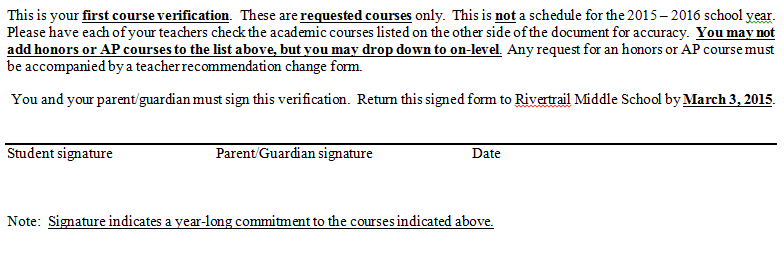 This is your first course verification.  These are requested courses only.  This is not a schedule for the 2015 – 2016 school year.
Please have each of your teachers check the academic courses listed on the other side of the document for accuracy.  You may not
add honors or AP courses to the list above, but you may drop down to on-level.  Any request for an honors or AP course must
be accompanied by a teacher recommendation change form.
You and your parent/guardian must sign this verification.  Return this signed form to Rivertrail Middle School by March 3, 2015.
Student signature Parent/Guardian signature Date
Note:  Signature indicates a year-long commitment to the courses indicated above.